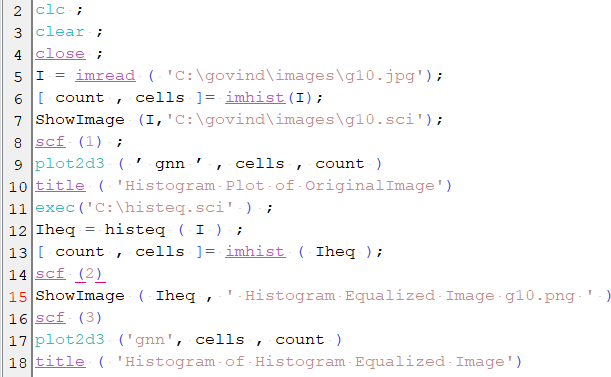 2 clc ;
3 clear ;
4 close ;
5 I = imread ( 'C:\govind\images\g10.jpg');
6 [ count , cells ]= imhist(I);
7 ShowImage (I,'C:\govind\images\g10.sci');
8 scf (1) ;
9 plot2d3 ( ’ gnn ’ , cells , count )
10 title ( 'Histogram Plot of OriginalImage')
11 exec('C:\histeq.sci' ) ;
12 Iheq = histeq ( I ) ;
13 [ count , cells ]= imhist ( Iheq );
14 scf (2)
15 ShowImage ( Iheq , ' Histogram Equalized Image g10.png ' )
16 scf (3)
17 plot2d3 ('gnn', cells , count )
18 title ( 'Histogram of Histogram Equalized Image')